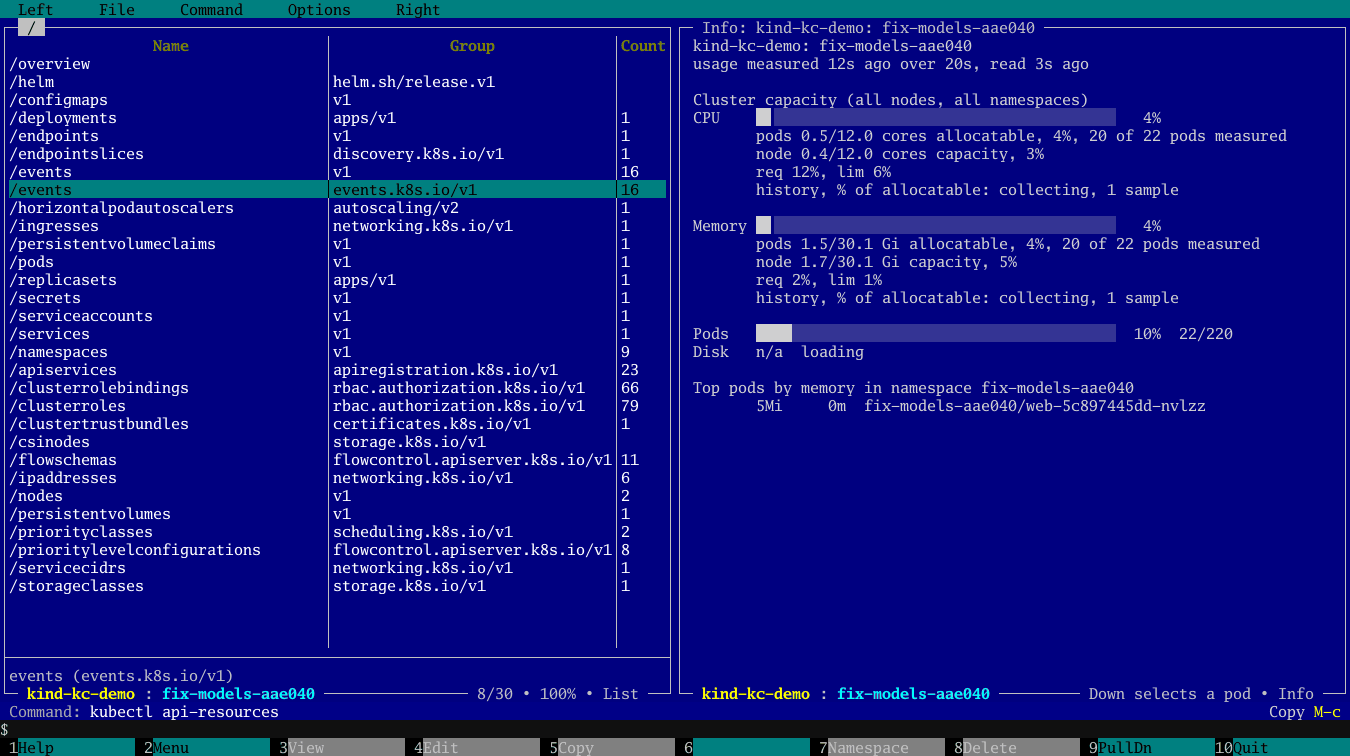 Left File Command Options Right
/
Name Group Count
/overview
/helm helm.sh/release.v1
/configmaps v1
/deployments apps/v1 1
/endpoints v1 1
/endpointslices discovery.k8s.io/v1 1
/events v1 16
/events events.k8s.io/v1 16
/horizontalpodautoscalers autoscaling/v2 1
/ingresses networking.k8s.io/v1 1
/persistentvolumeclaims v1 1
/pods v1 1
/replicasets apps/v1 1
/secrets v1 1
/serviceaccounts v1 1
/services v1 1
/namespaces v1 9
/apiservices apiregistration.k8s.io/v1 23
/clusterrolebindings rbac.authorization.k8s.io/v1 66
/clusterroles rbac.authorization.k8s.io/v1 79
/clustertrustbundles certificates.k8s.io/v1 1
/csinodes storage.k8s.io/v1
/flowschemas flowcontrol.apiserver.k8s.io/v1 11
/ipaddresses networking.k8s.io/v1 6
/nodes v1 2
/persistentvolumes v1 1
/priorityclasses scheduling.k8s.io/v1 2
/prioritylevelconfigurations flowcontrol.apiserver.k8s.io/v1 8
/servicecidrs networking.k8s.io/v1 1
/storageclasses storage.k8s.io/v1 1
events (events.k8s.io/v1)
kind-kc-demo : fix-models-aae040 8/30 • 100% • List
Info: kind-kc-demo: fix-models-aae040
kind-kc-demo: fix-models-aae040
usage measured 12s ago over 20s, read 3s ago
Cluster capacity (all nodes, all namespaces)
CPU 4%
pods 0.5/12.0 cores allocatable, 4%, 20 of 22 pods measured
node 0.4/12.0 cores capacity, 3%
req 12%, lim 6%
history, % of allocatable: collecting, 1 sample
Memory 4%
pods 1.5/30.1 Gi allocatable, 4%, 20 of 22 pods measured
node 1.7/30.1 Gi capacity, 5%
req 2%, lim 1%
history, % of allocatable: collecting, 1 sample
Pods 10% 22/220
Disk n/a loading
Top pods by memory in namespace fix-models-aae040
5Mi 0m fix-models-aae040/web-5c897445dd-nvlzz
kind-kc-demo : fix-models-aae040 Down selects a pod • Info
Command: kubectl api-resources Copy M-c
$
1Help 2Menu 3View 4Edit 5Copy 6 7Namespace 8Delete 9PullDn 10Quit